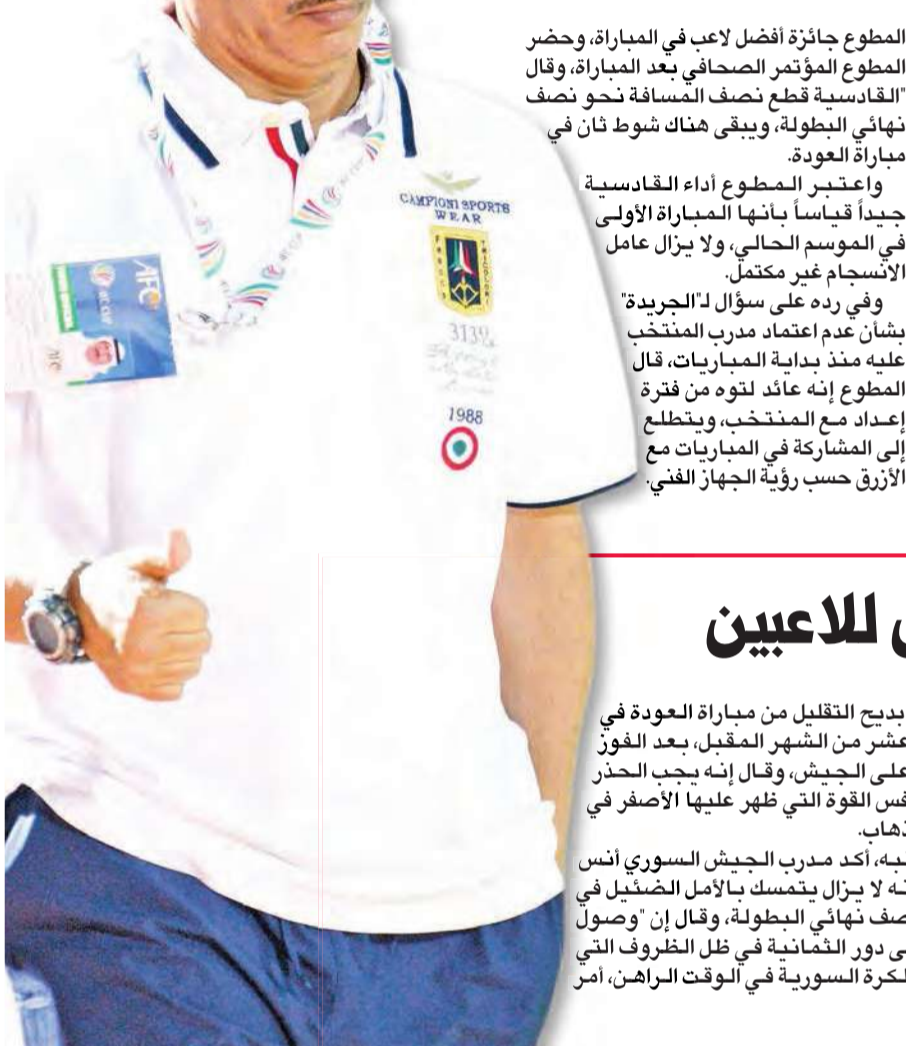 المطوع جائزة أفضل لاعب في المباراة، وحضر
المطوع المؤتمر الصحافي بعد المباراة، وقال
"القادسية قطع نصف المسافة نحو نصف
نهائي البطولة، ويبقى هناك شوط ثان في
مباراة العودة.
واعتبر المطوع أداء القادسية
جيداً قياساً بأنها المباراة الأولى
في الموسم الحالي، ولا يزال عامل
الانسجام غير مكتمل.
وفي رده على سؤال لـ"الجريدة"
بشأن عدم اعتماد مدرب المنتخب
عليه منذ بداية المباريات، قال
المطوع إنه عائد لتوه من فترة
إعداد مع المنتخب، ويتطلع
إلى المشاركة في المباريات مع
الأزرق حسب رؤية الجهاز الفني.
CAMPIONI SPORTS
WEAR
FRECCE
TRICOLORI
313°
1988
AFC
AFC CUP
للاعبين
بديح التقليل من مباراة العودة في
عشر من الشهر المقبل، بعد الفوز
على الجيش، وقال إنه يجب الحذر
القوة التي ظهر عليها الأصفر في
أكد مدرب الجيش السوري أنس
لا يزال يتمسك بالأمل الضئيل في
نهائي البطولة، وقال إن "وصول
دور الثمانية في ظل الظروف التي
السورية في الوقت الراهن، أمر